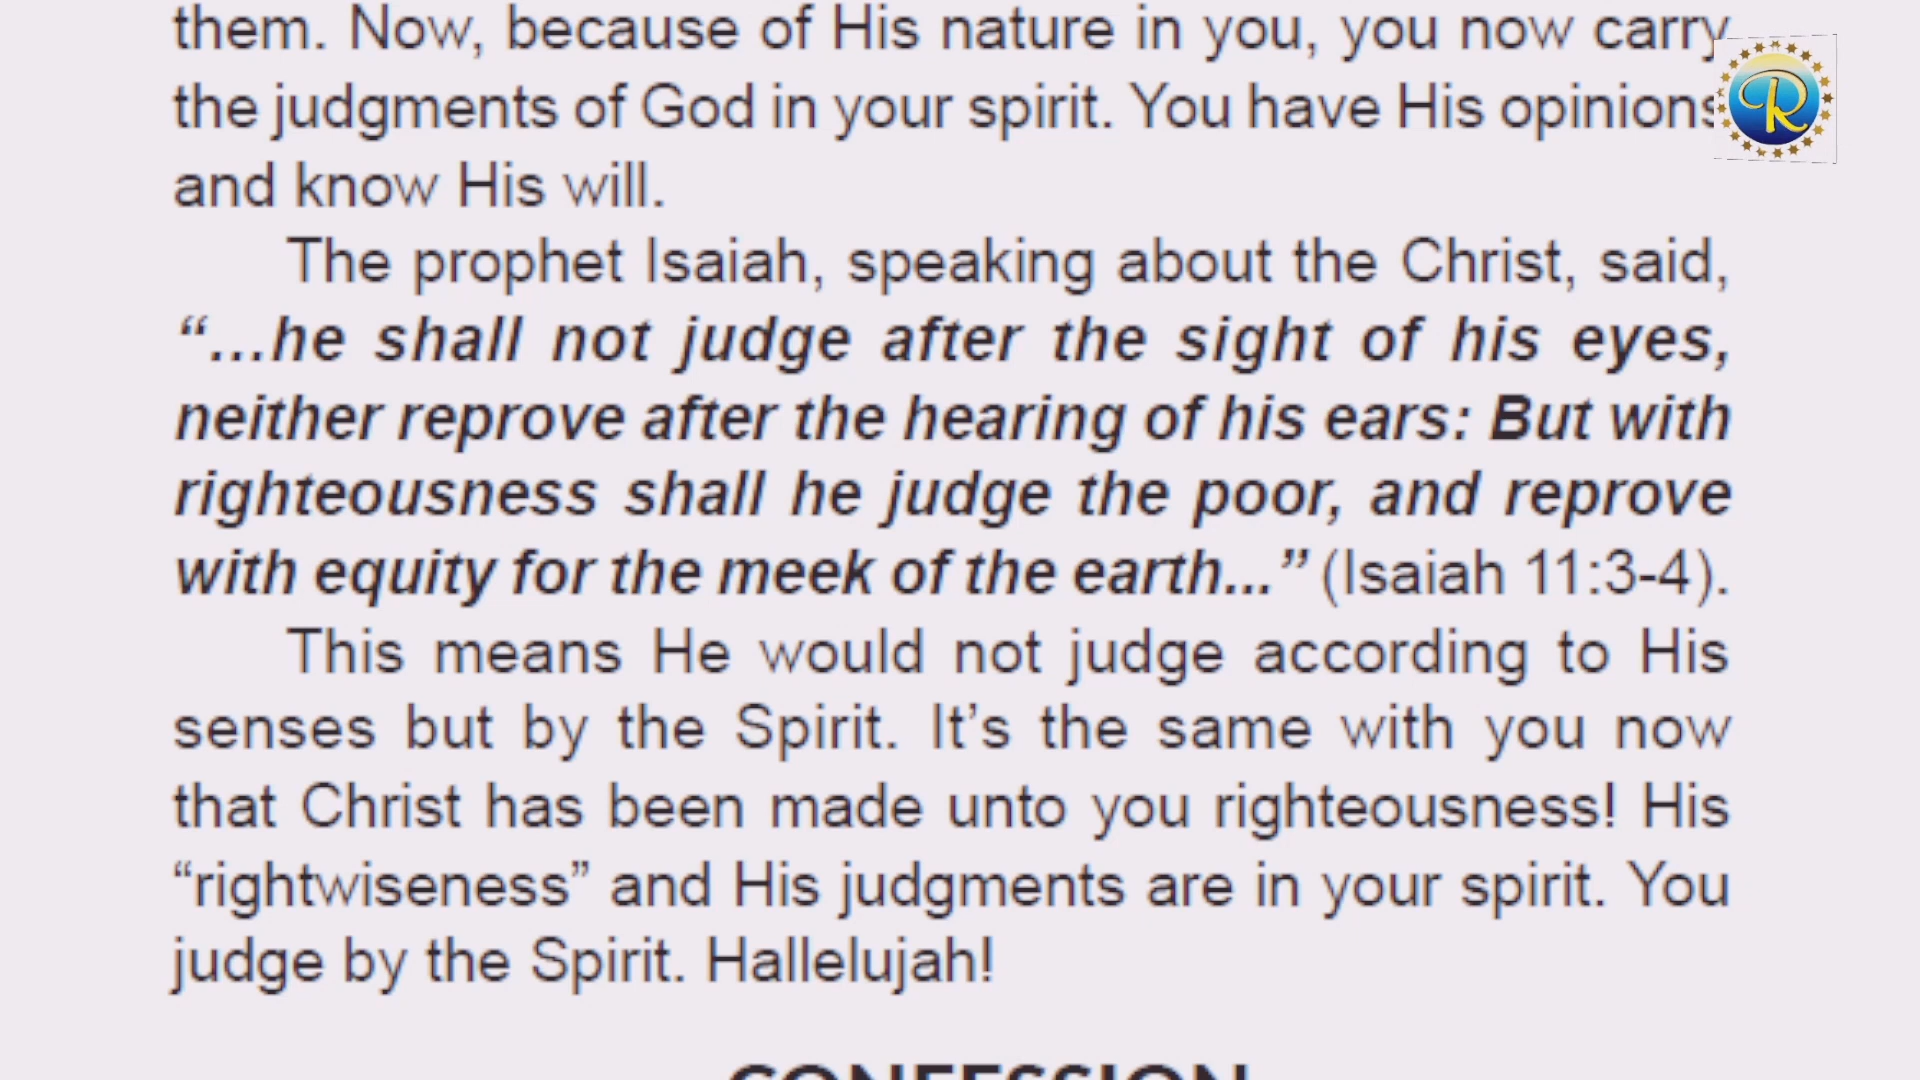 them. Now, because of His nature in you, you now carry
the judgments of God in your spirit. You have His opinions
and know His will.
The prophet Isaiah, speaking about the Christ, said,
“...he shall not judge after the sight of his eyes,
neither reprove after the hearing of his ears: But with
righteousness shall he judge the poor, and reprove
with equity for the meek of the earth...” (Isaiah 11:3-4).
This means He would not judge according to His
senses but by the Spirit. It’s the same with you now
that Christ has been made unto you righteousness! His
“rightwiseness” and His judgments are in your spirit. You
judge by the Spirit. Hallelujah!
CONFESSION
R